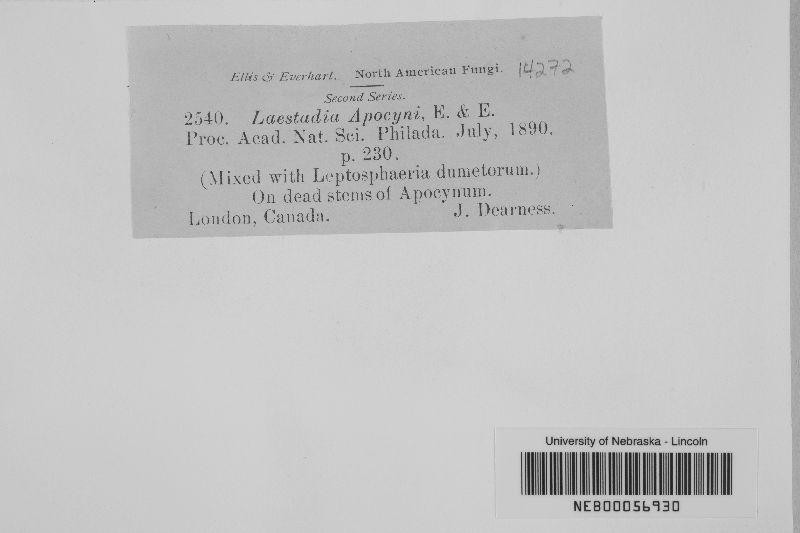 Ellis & Everhart. North American Fungi. 14272
Second Series.
2540. Laestadia Apocyni, E. & E.
Proc. Acad. Nat. Sci. Philada. July, 1890.
p. 230.
(Mixed with Leptosphaeria dumetorum.)
On dead stems of Apocynum.
London, Canada. J. Dearness.
University of Nebraska - Lincoln
NEB00056930